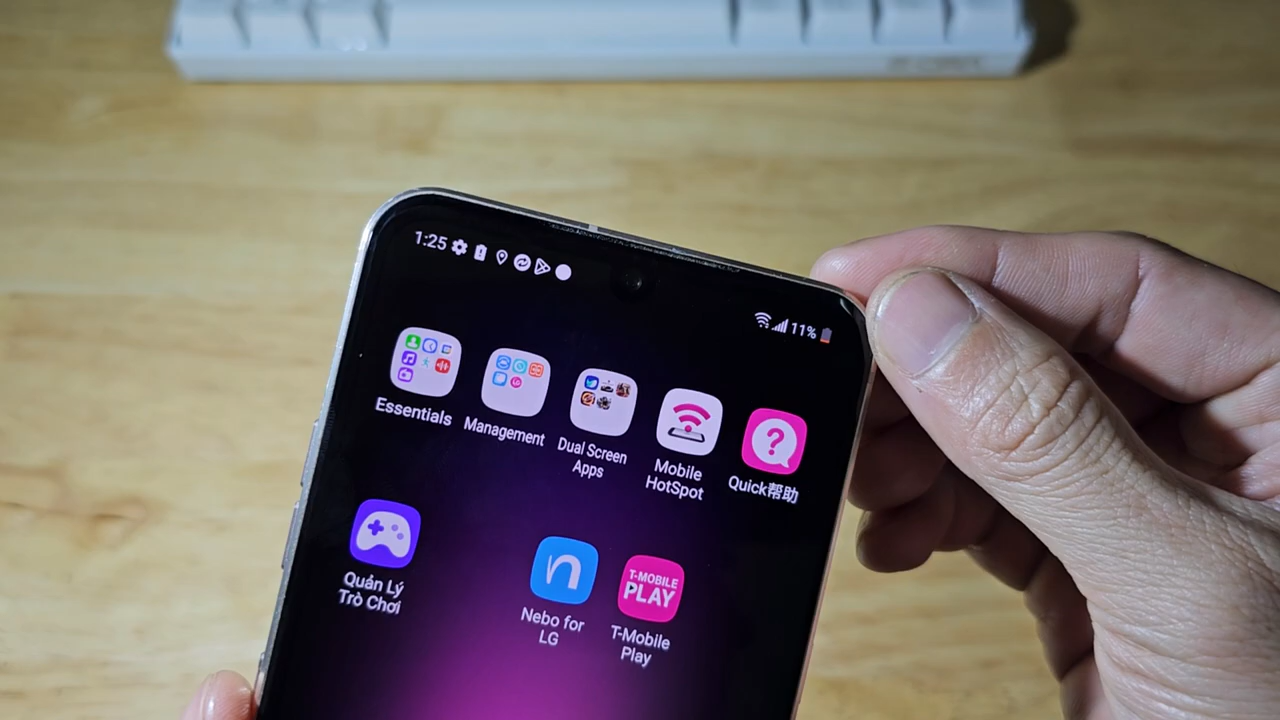 1:25
11%
Essentials
Management
Dual Screen
Apps
Mobile
HotSpot
Quick帮助
Quản Lý
Trò Chơi
Nebo for
LG
T-MOBILE
PLAY
T-Mobile
Play